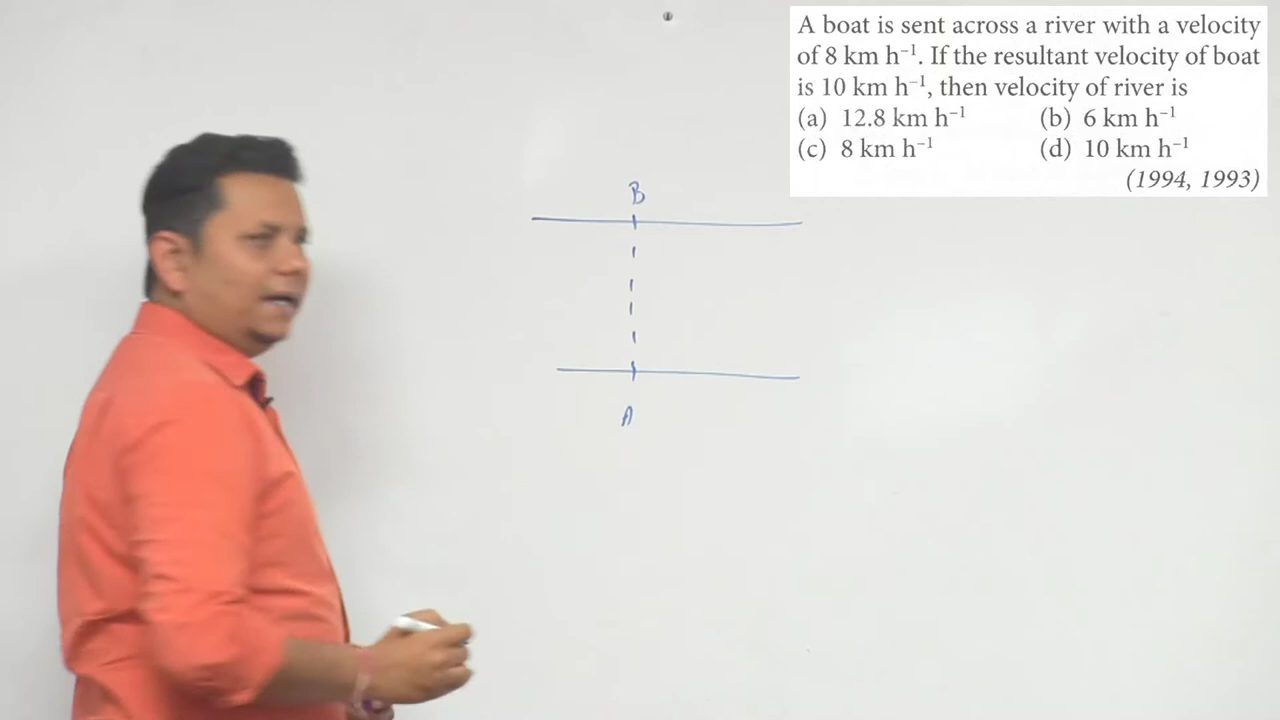 A boat is sent across a river with a velocity
of 8 km h⁻¹. If the resultant velocity of boat
is 10 km h⁻¹, then velocity of river is
(a) 12.8 km h⁻¹ (b) 6 km h⁻¹
(c) 8 km h⁻¹ (d) 10 km h⁻¹
(1994, 1993)
B
A